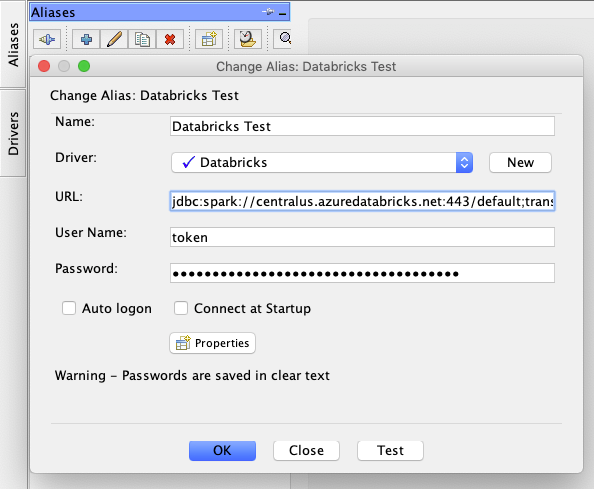 Aliases
Aliases
Drivers
Change Alias: Databricks Test
Change Alias: Databricks Test
Name:
Databricks Test
Driver:
✓ Databricks
New
URL:
jdbc:spark://centralus.azuredatabricks.net:443/default;trans
User Name:
token
Password:
••••••••••••••••••••••••••••••••••••
Auto logon
Connect at Startup
Properties
Warning – Passwords are saved in clear text
OK
Close
Test